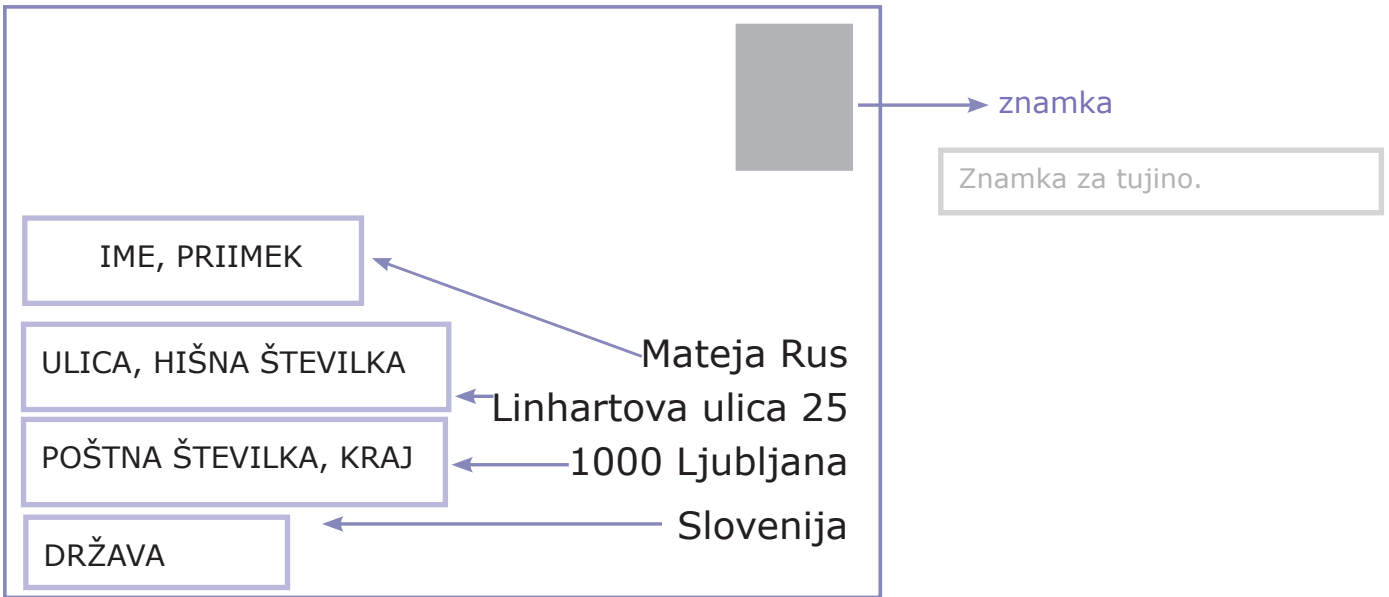 znamka
Znamka za tujino.
IME, PRIIMEK
Mateja Rus
ULICA, HIŠNA ŠTEVILKA
Linhartova ulica 25
POŠTNA ŠTEVILKA, KRAJ
1000 Ljubljana
DRŽAVA
Slovenija